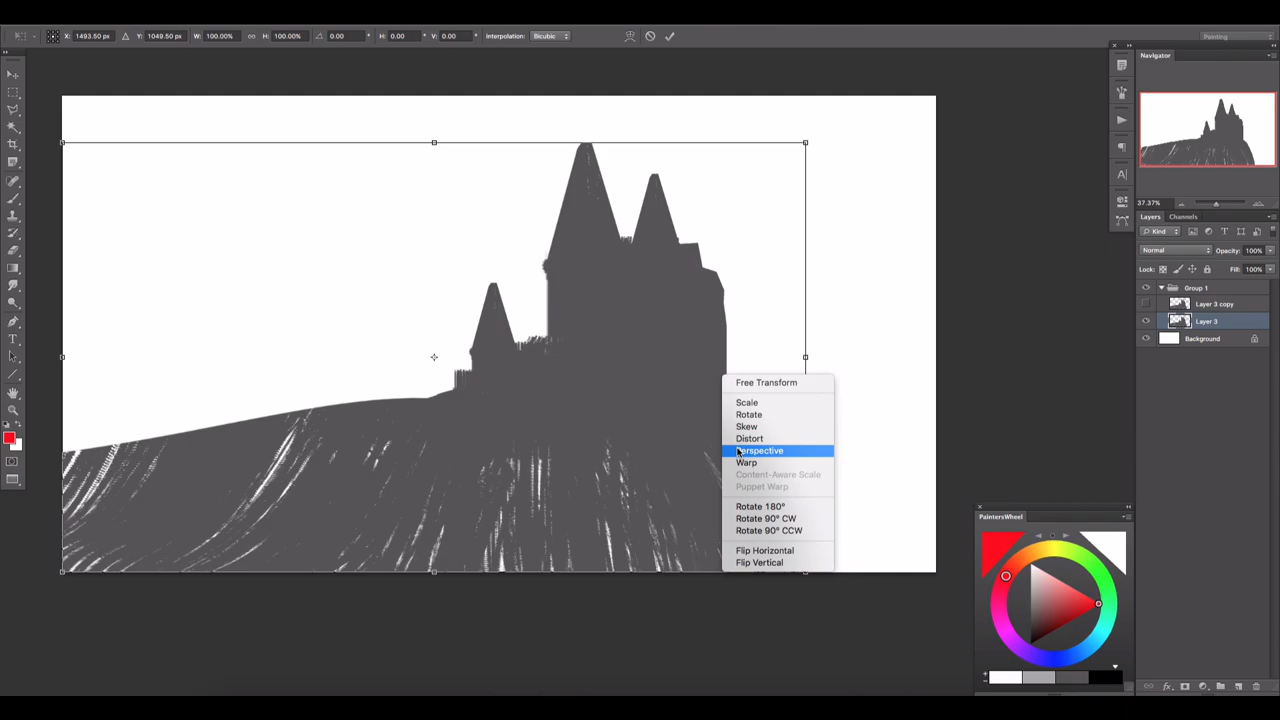 X: 1493.50 px Y: 1049.50 px W: 100.00% H: 100.00% 0.00 ° H: 0.00 ° V: 0.00 ° Interpolation: Bicubic
Painting
Navigator
37.37%
Layers Channels
Kind
Normal Opacity: 100%
Lock: Fill: 100%
Group 1
Layer 3 copy
Layer 3
Background
Free Transform
Scale
Rotate
Skew
Distort
Perspective
Warp
Content-Aware Scale
Puppet Warp
Rotate 180°
Rotate 90° CW
Rotate 90° CCW
Flip Horizontal
Flip Vertical
PaintersWheel